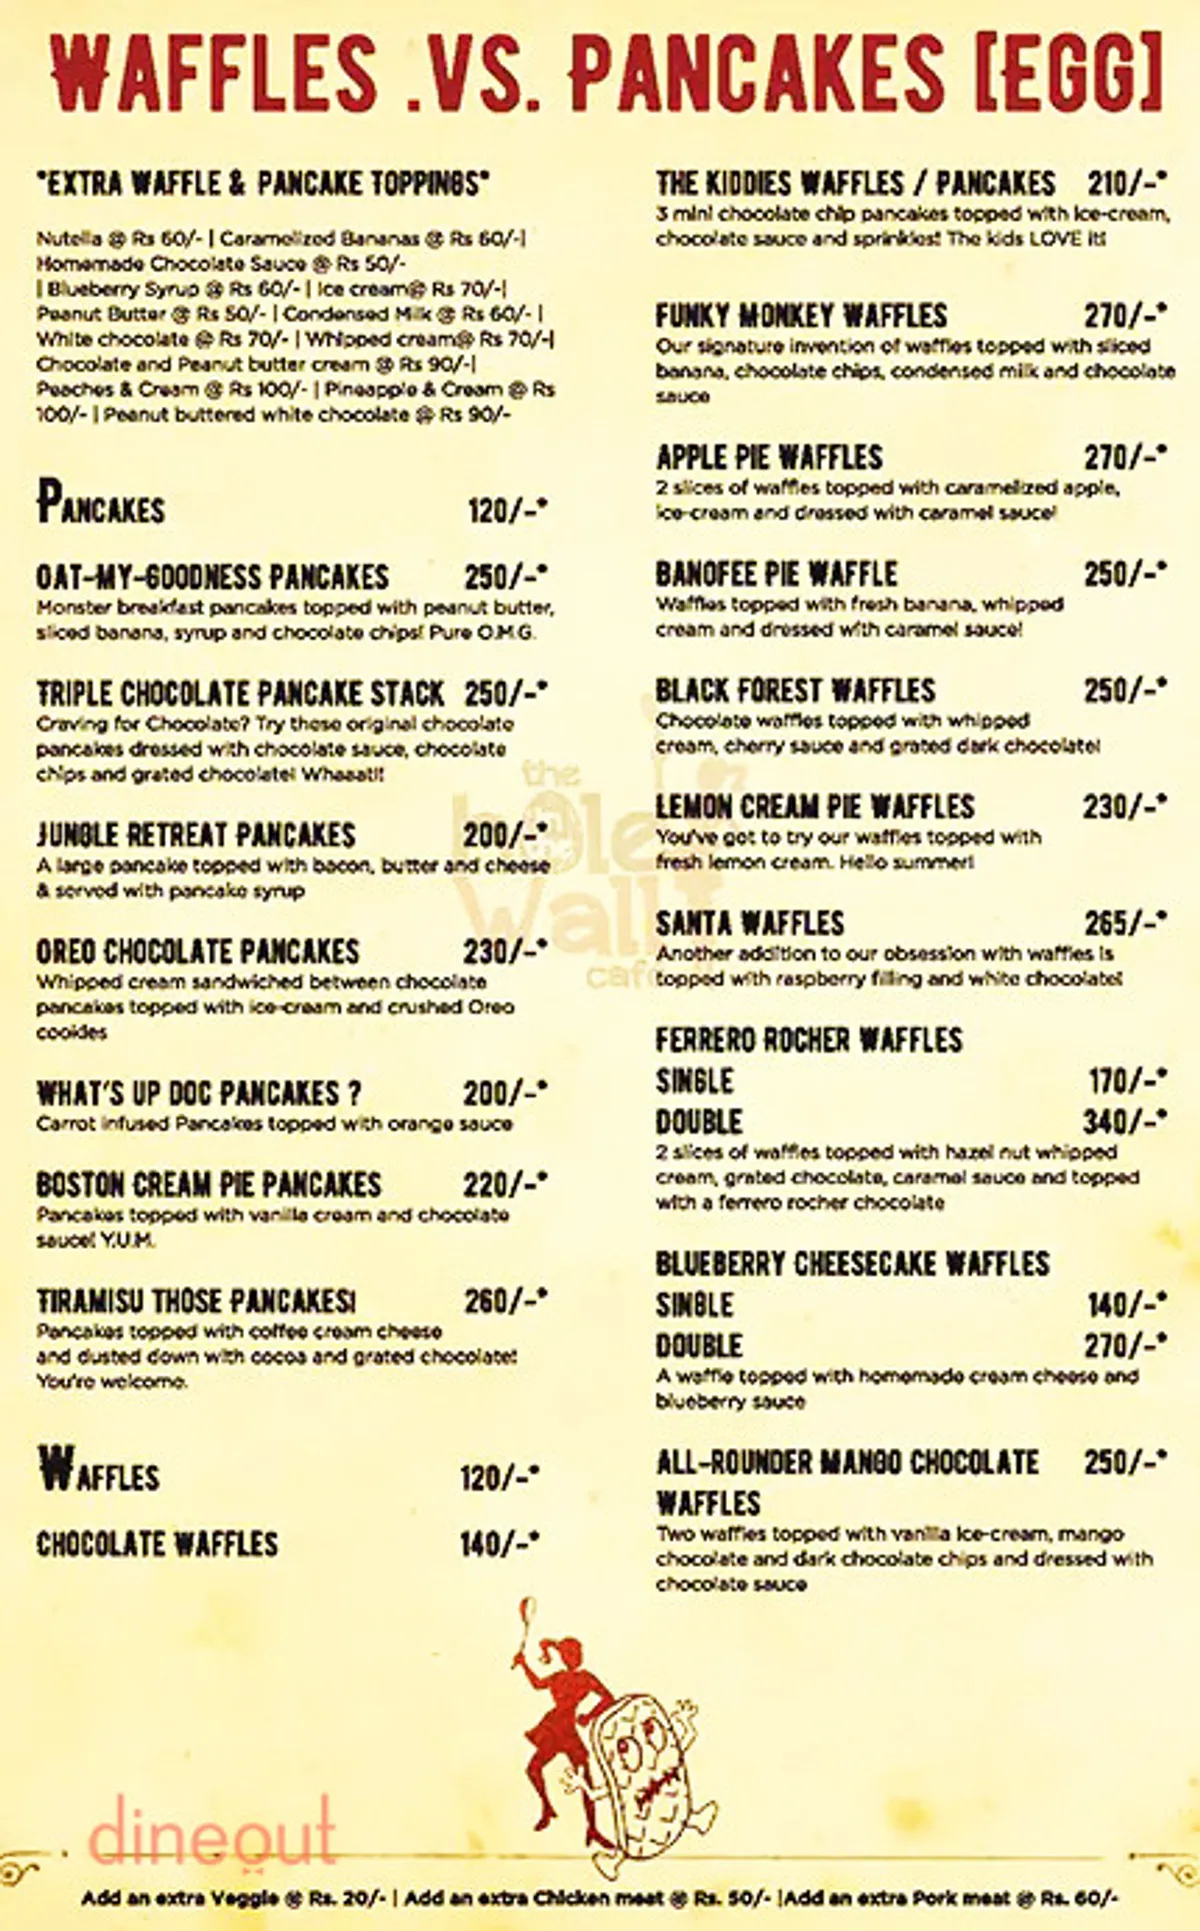 WAFFLES .VS. PANCAKES [EGG]
*EXTRA WAFFLE & PANCAKE TOPPINGS*
Nutella @ Rs 60/- | Caramelized Bananas @ Rs 60/-|
Homemade Chocolate Sauce @ Rs 50/-
| Blueberry Syrup @ Rs 60/- | Ice cream@ Rs 70/-|
Peanut Butter @ Rs 50/- | Condensed Milk @ Rs 60/- |
White chocolate @ Rs 70/- | Whipped cream@ Rs 70/-|
Chocolate and Peanut butter cream @ Rs 90/-|
Peaches & Cream @ Rs 100/- | Pineapple & Cream @ Rs
100/- | Peanut buttered white chocolate @ Rs 90/-
PANCAKES 120/-*
OAT-MY-GOODNESS PANCAKES 250/-*
Monster breakfast pancakes topped with peanut butter,
sliced banana, syrup and chocolate chips! Pure O.M.G.
TRIPLE CHOCOLATE PANCAKE STACK 250/-*
Craving for Chocolate? Try these original chocolate
pancakes dressed with chocolate sauce, chocolate
chips and grated chocolate! Whaaat!!
JUNGLE RETREAT PANCAKES 200/-*
A large pancake topped with bacon, butter and cheese
& served with pancake syrup
OREO CHOCOLATE PANCAKES 230/-*
Whipped cream sandwiched between chocolate
pancakes topped with ice-cream and crushed Oreo
cookies
WHAT'S UP DOC PANCAKES ? 200/-*
Carrot infused Pancakes topped with orange sauce
BOSTON CREAM PIE PANCAKES 220/-*
Pancakes topped with vanilla cream and chocolate
sauce! Y.U.M.
TIRAMISU THOSE PANCAKES! 260/-*
Pancakes topped with coffee cream cheese
and dusted down with cocoa and grated chocolate!
You're welcome.
WAFFLES 120/-*
CHOCOLATE WAFFLES 140/-*
THE KIDDIES WAFFLES / PANCAKES 210/-*
3 mini chocolate chip pancakes topped with ice-cream,
chocolate sauce and sprinkles! The kids LOVE it!
FUNKY MONKEY WAFFLES 270/-*
Our signature invention of waffles topped with sliced
banana, chocolate chips, condensed milk and chocolate
sauce
APPLE PIE WAFFLES 270/-*
2 slices of waffles topped with caramelized apple,
ice-cream and dressed with caramel sauce!
BANOFEE PIE WAFFLE 250/-*
Waffles topped with fresh banana, whipped
cream and dressed with caramel sauce!
BLACK FOREST WAFFLES 250/-*
Chocolate waffles topped with whipped
cream, cherry sauce and grated dark chocolate!
LEMON CREAM PIE WAFFLES 230/-*
You've got to try our waffles topped with
fresh lemon cream. Hello summer!
SANTA WAFFLES 265/-*
Another addition to our obsession with waffles is
topped with raspberry filling and white chocolate!
FERRERO ROCHER WAFFLES
SINGLE 170/-*
DOUBLE 340/-*
2 slices of waffles topped with hazel nut whipped
cream, grated chocolate, caramel sauce and topped
with a ferrero rocher chocolate
BLUEBERRY CHEESECAKE WAFFLES
SINGLE 140/-*
DOUBLE 270/-*
A waffle topped with homemade cream cheese and
blueberry sauce
ALL-ROUNDER MANGO CHOCOLATE 250/-*
WAFFLES
Two waffles topped with vanilla ice-cream, mango
chocolate and dark chocolate chips and dressed with
chocolate sauce
the
hole
Wall
cafe
dineout
Add an extra Veggie @ Rs. 20/- | Add an extra Chicken meat @ Rs. 50/- |Add an extra Pork meat @ Rs. 60/-